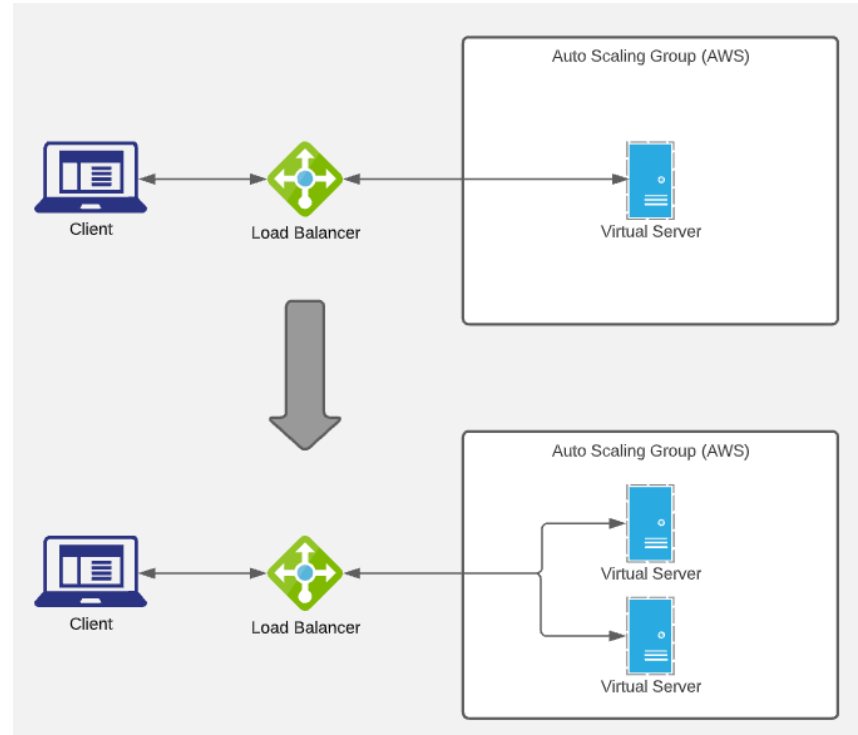 Auto Scaling Group (AWS)
Client
Load Balancer
Virtual Server
Auto Scaling Group (AWS)
Virtual Server
Client
Load Balancer
Virtual Server